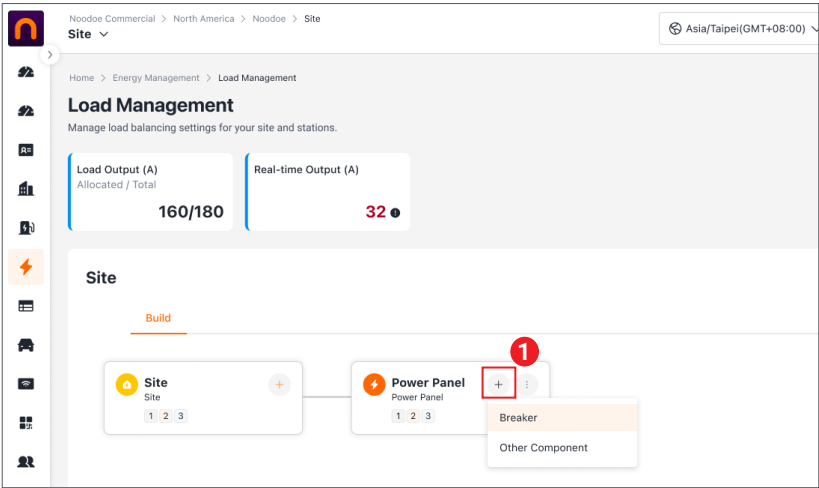 Noodoe Commercial > North America > Noodoe > Site
Site
Asia/Taipei(GMT+08:00)
Home > Energy Management > Load Management
Load Management
Manage load balancing settings for your site and stations.
Load Output (A)
Allocated / Total
160/180
Real-time Output (A)
32
Site
Build
1
Site
Site
1 2 3
+
Power Panel
Power Panel
1 2 3
+
Breaker
Other Component